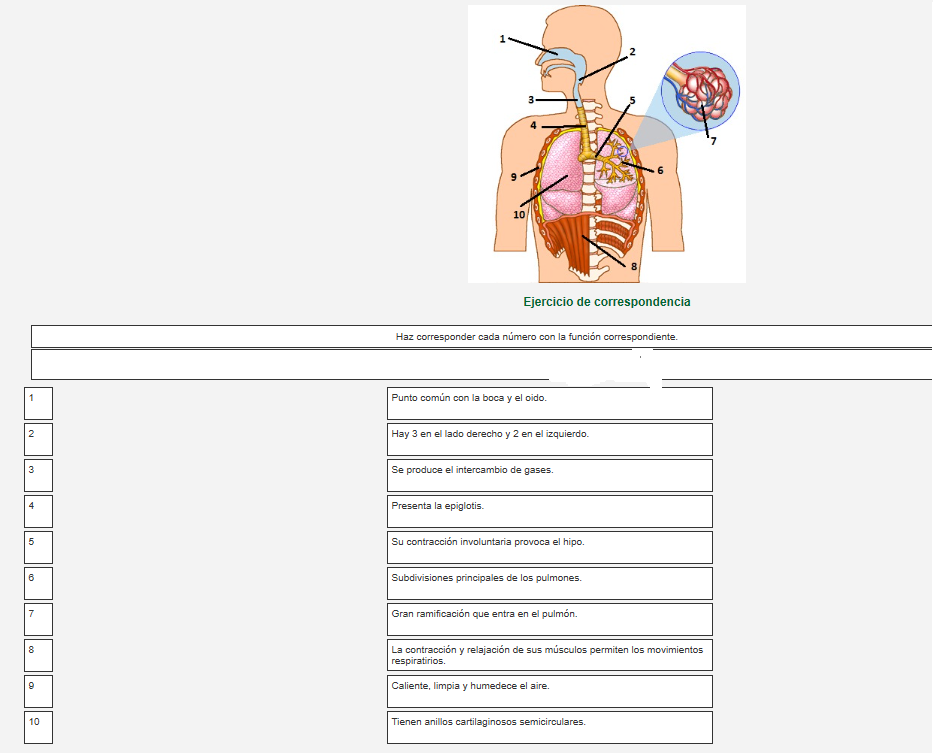 1
2
3
5
4
7
6
9
10
8
Ejercicio de correspondencia
Haz corresponder cada número con la función correspondiente.
1 Punto común con la boca y el oido.
2 Hay 3 en el lado derecho y 2 en el izquierdo.
3 Se produce el intercambio de gases.
4 Presenta la epiglotis.
5 Su contracción involuntaria provoca el hipo.
6 Subdivisiones principales de los pulmones.
7 Gran ramificación que entra en el pulmón.
8 La contracción y relajación de sus músculos permiten los movimientos
respiratirios.
9 Caliente, limpia y humedece el aire.
10 Tienen anillos cartilaginosos semicirculares.